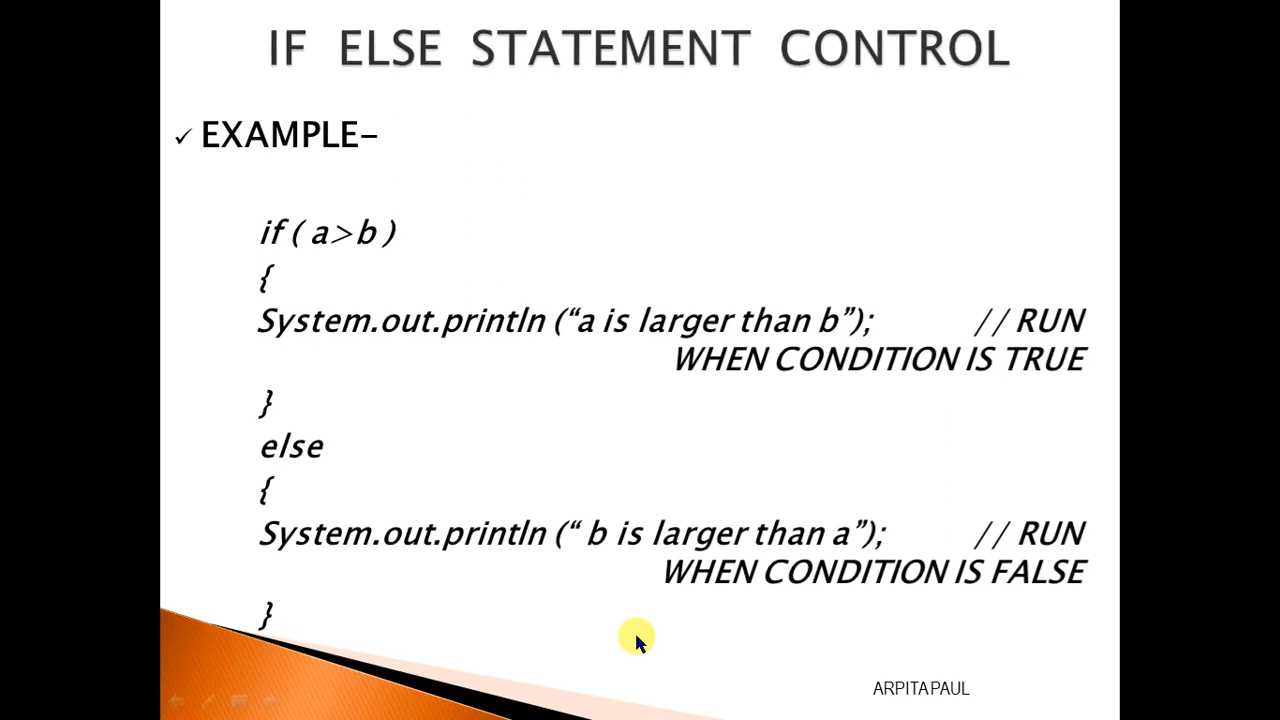 IF ELSE STATEMENT CONTROL
✓ EXAMPLE-
if ( a>b )
{
System.out.println (“a is larger than b”); // RUN
WHEN CONDITION IS TRUE
}
else
{
System.out.println (“ b is larger than a”); // RUN
WHEN CONDITION IS FALSE
}
ARPITA PAUL